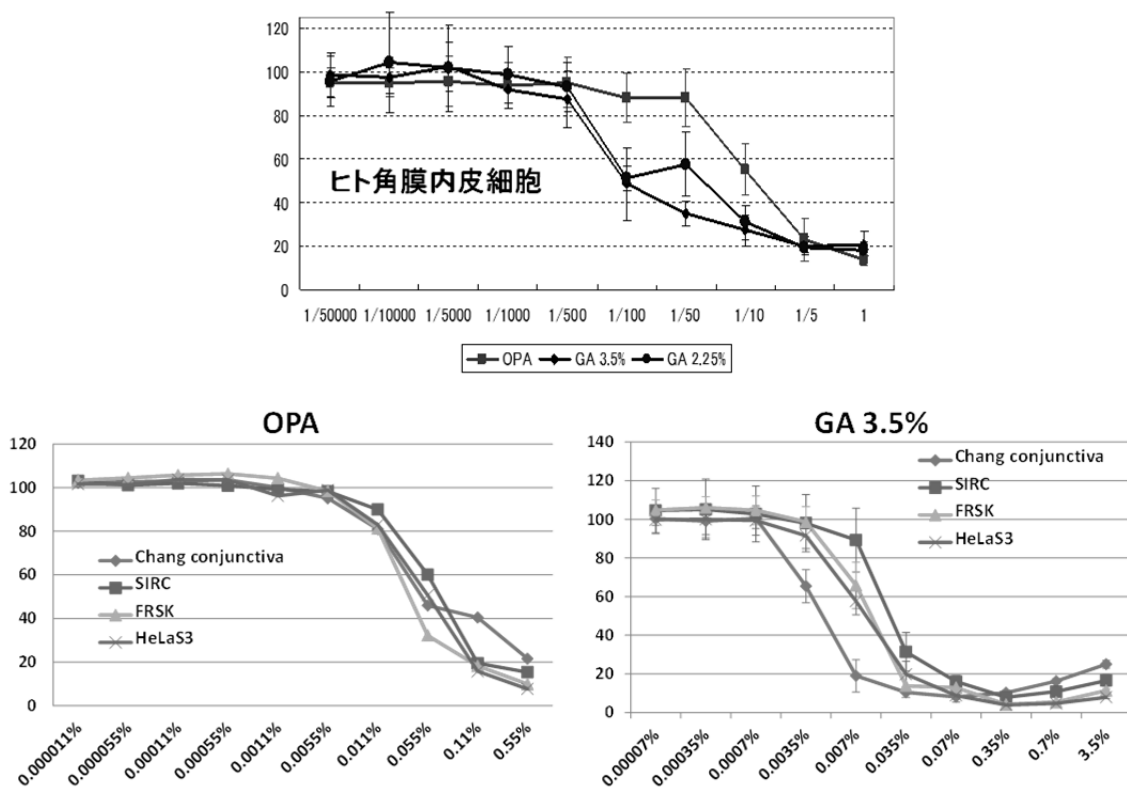 120
100
80
60
40
20
0
ヒト角膜内皮細胞
1/50000 1/10000 1/5000 1/1000 1/500 1/100 1/50 1/10 1/5 1
OPA GA 3.5% GA 2.25%
OPA
120
100
80
60
40
20
0
Chang conjunctiva
SIRC
FRSK
HeLaS3
0.000011% 0.000055% 0.00011% 0.00055% 0.0011% 0.0055% 0.011% 0.055% 0.11% 0.55%
GA 3.5%
140
120
100
80
60
40
20
0
Chang conjunctiva
SIRC
FRSK
HeLaS3
0.00007% 0.00035% 0.0007% 0.0035% 0.007% 0.035% 0.07% 0.35% 0.7% 3.5%